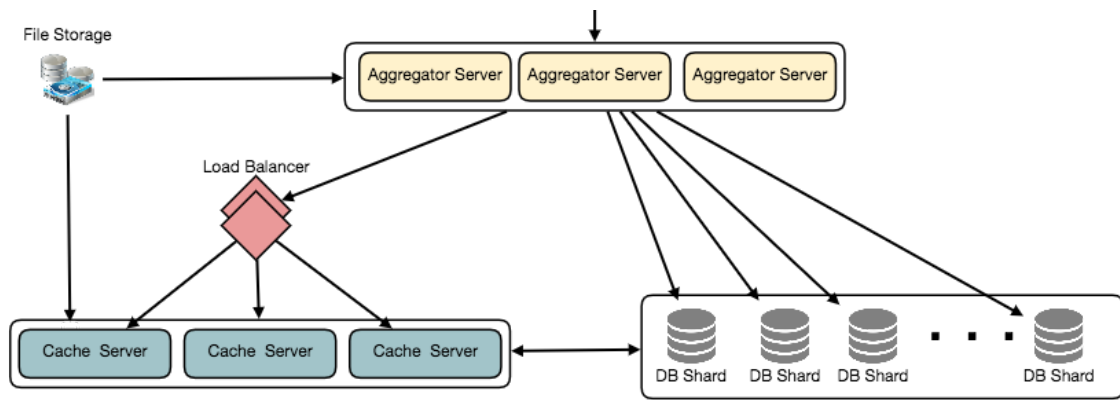 File Storage
Aggregator Server Aggregator Server Aggregator Server
Load Balancer
Cache Server Cache Server Cache Server
DB Shard DB Shard DB Shard DB Shard